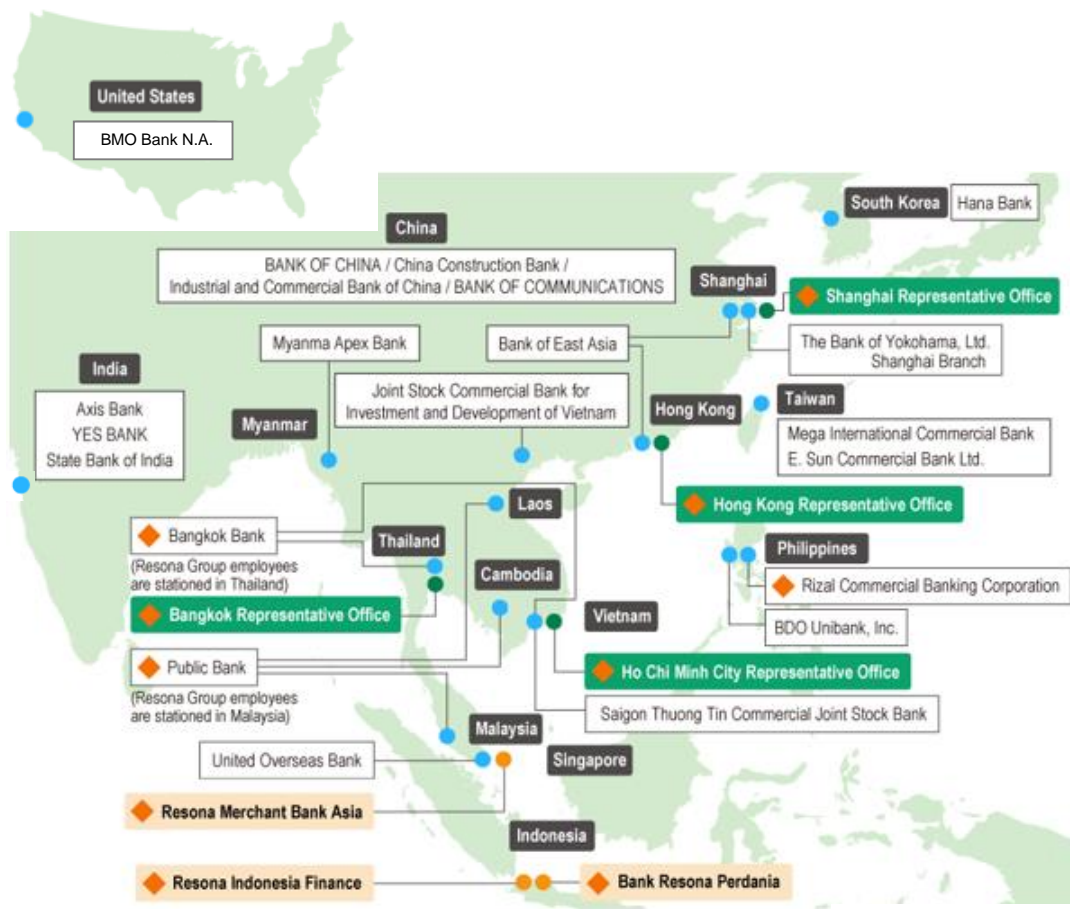 United States
BMO Bank N.A.
South Korea
Hana Bank
China
BANK OF CHINA / China Construction Bank /
Industrial and Commercial Bank of China / BANK OF COMMUNICATIONS
Shanghai
Shanghai Representative Office
Myanma Apex Bank
Bank of East Asia
The Bank of Yokohama, Ltd.
Shanghai Branch
India
Axis Bank
YES BANK
State Bank of India
Joint Stock Commercial Bank for
Investment and Development of Vietnam
Myanmar
Hong Kong
Taiwan
Mega International Commercial Bank
E. Sun Commercial Bank Ltd.
Laos
Hong Kong Representative Office
Bangkok Bank
(Resona Group employees
are stationed in Thailand)
Thailand
Philippines
Cambodia
Rizal Commercial Banking Corporation
Bangkok Representative Office
Vietnam
BDO Unibank, Inc.
Public Bank
(Resona Group employees
are stationed in Malaysia)
Ho Chi Minh City Representative Office
Saigon Thuong Tin Commercial Joint Stock Bank
Malaysia
United Overseas Bank
Singapore
Resona Merchant Bank Asia
Indonesia
Resona Indonesia Finance
Bank Resona Perdania